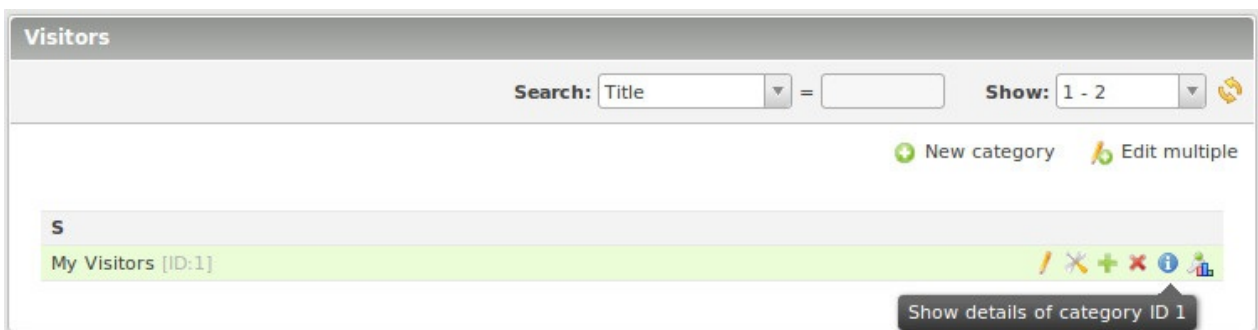 Visitors
Search: Title = Show: 1 - 2
New category Edit multiple
S
My Visitors [ID:1]
Show details of category ID 1